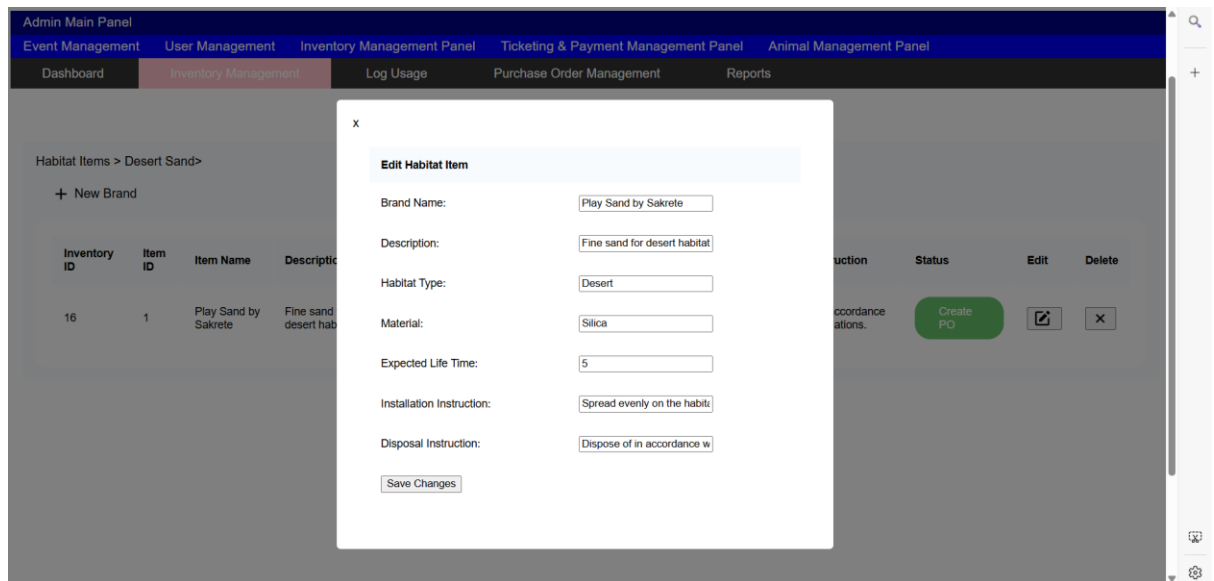 Admin Main Panel
Event Management User Management Inventory Management Panel Ticketing & Payment Management Panel Animal Management Panel
Dashboard Inventory Management Log Usage Purchase Order Management Reports
x
Habitat Items > Desert Sand>
+ New Brand
Edit Habitat Item
Brand Name: Play Sand by Sakrete
Description: Fine sand for desert habitat
Habitat Type: Desert
Material: Silica
Expected Life Time: 5
Installation Instruction: Spread evenly on the habita
Disposal Instruction: Dispose of in accordance w
Save Changes
Inventory ID Item ID Item Name Descriptio uction Status Edit Delete
16 1 Play Sand by Sakrete Fine sand desert hab ccordance ations. Create PO